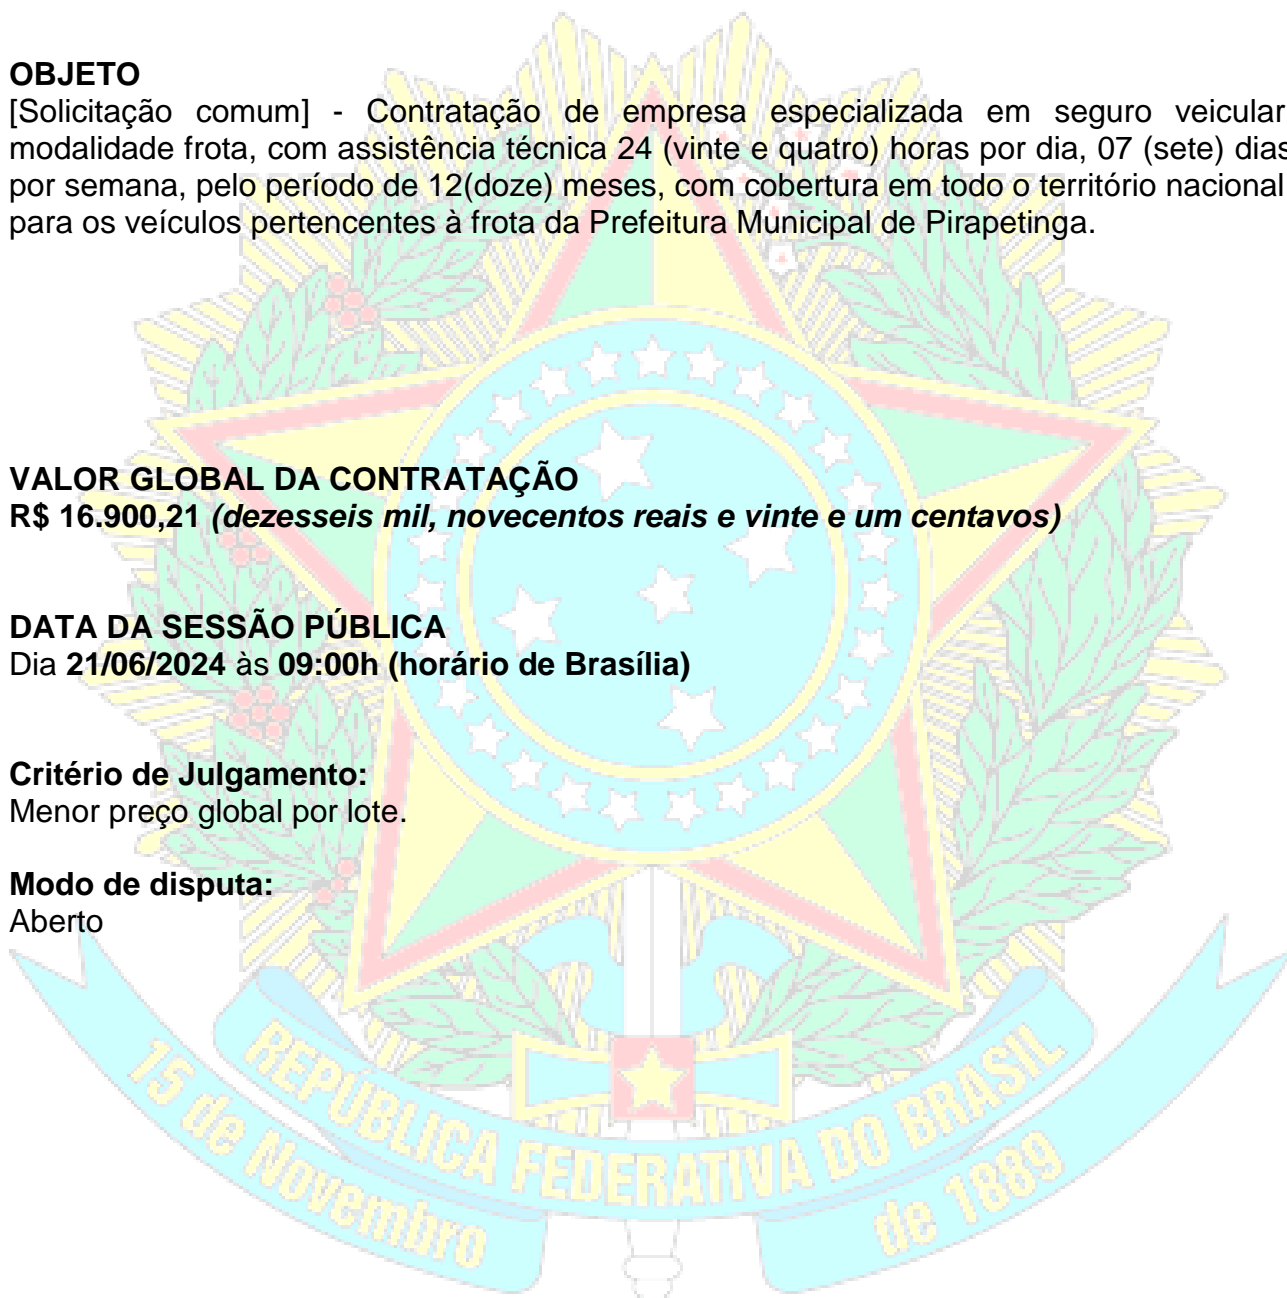 OBJETO
[Solicitação comum] - Contratação de empresa especializada em seguro veicular
modalidade frota, com assistência técnica 24 (vinte e quatro) horas por dia, 07 (sete) dias
por semana, pelo período de 12(doze) meses, com cobertura em todo o território nacional
para os veículos pertencentes à frota da Prefeitura Municipal de Pirapetinga.
VALOR GLOBAL DA CONTRATAÇÃO
R$ 16.900,21 (dezesseis mil, novecentos reais e vinte e um centavos)
DATA DA SESSÃO PÚBLICA
Dia 21/06/2024 às 09:00h (horário de Brasília)
Critério de Julgamento:
Menor preço global por lote.
Modo de disputa:
Aberto
REPÚBLICA FEDERATIVA DO BRASIL
15 de Novembro
de 1889